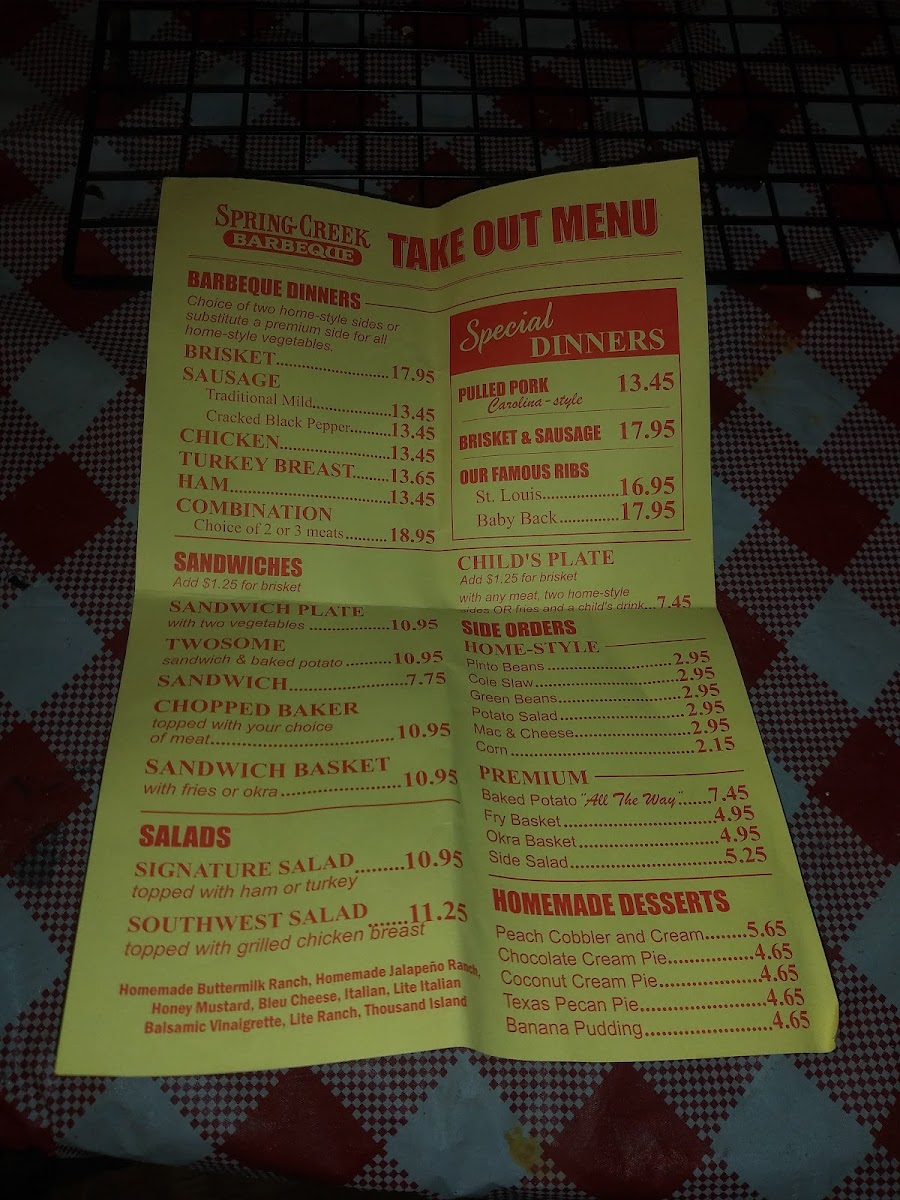 SPRING CREEK
BARBEQUE
TAKE OUT MENU
BARBEQUE DINNERS
Choice of two home-style sides or
substitute a premium side for all
home-style vegetables.
BRISKET....................17.95
SAUSAGE
Traditional Mild..............13.45
Cracked Black Pepper.........13.45
CHICKEN....................13.45
TURKEY BREAST.......13.65
HAM...........................13.45
COMBINATION
Choice of 2 or 3 meats..........18.95
SANDWICHES
Add $1.25 for brisket
SANDWICH PLATE
with two vegetables ..............10.95
TWOSOME
sandwich & baked potato .........10.95
SANDWICH....................7.75
CHOPPED BAKER
topped with your choice
of meat.............................10.95
SANDWICH BASKET
with fries or okra ..................10.95
SALADS
SIGNATURE SALAD.........10.95
topped with ham or turkey
SOUTHWEST SALAD.......11.25
topped with grilled chicken breast
Homemade Buttermilk Ranch, Homemade Jalapeño Ranch,
Honey Mustard, Bleu Cheese, Italian, Lite Italian
Balsamic Vinaigrette, Lite Ranch, Thousand Island
Special
DINNERS
PULLED PORK 13.45
Carolina-style
BRISKET & SAUSAGE 17.95
OUR FAMOUS RIBS
St. Louis...................16.95
Baby Back...............17.95
CHILD'S PLATE
Add $1.25 for brisket
with any meat, two home-style
sides OR fries and a child's drink...7.45
SIDE ORDERS
HOME-STYLE
Pinto Beans ......................2.95
Cole Slaw.........................2.95
Green Beans.....................2.95
Potato Salad.....................2.95
Mac & Cheese...................2.95
Corn................................2.15
PREMIUM
Baked Potato "All The Way"......7.45
Fry Basket..........................4.95
Okra Basket........................4.95
Side Salad..........................5.25
HOMEMADE DESSERTS
Peach Cobbler and Cream........5.65
Chocolate Cream Pie................4.65
Coconut Cream Pie..................4.65
Texas Pecan Pie......................4.65
Banana Pudding......................4.65